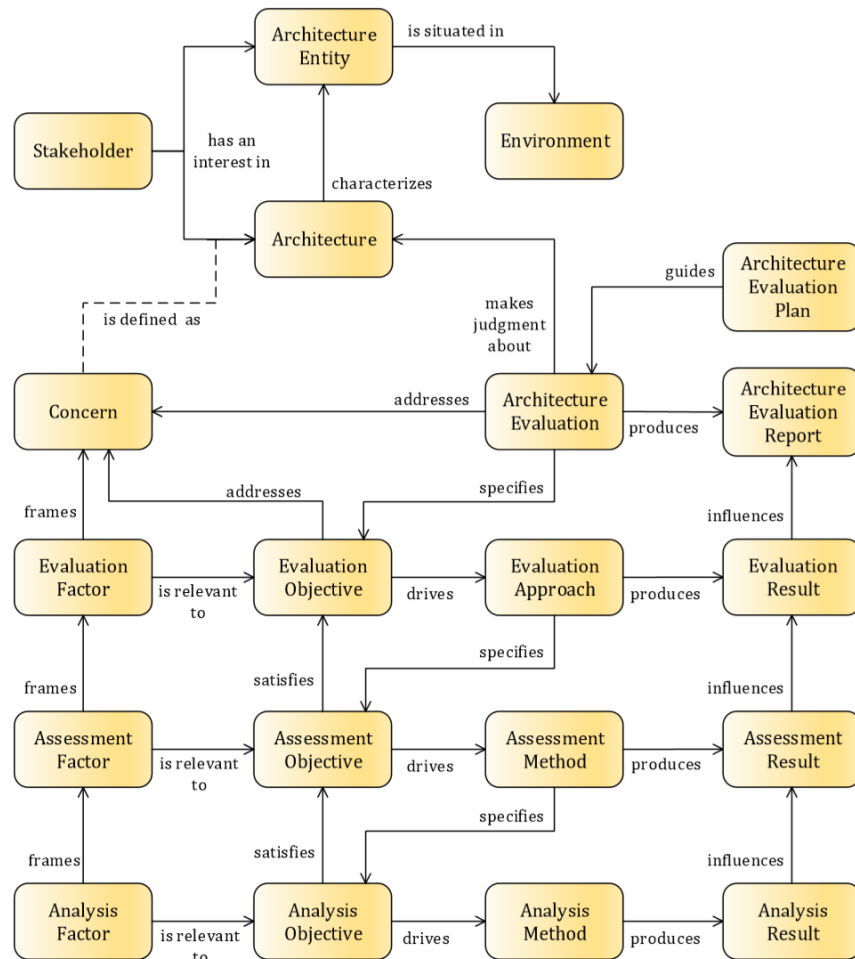 Architecture
Entity
is situated in
Stakeholder
has an
interest in
Environment
characterizes
Architecture
is defined as
makes
judgment
about
guides
Architecture
Evaluation
Plan
Concern
addresses
Architecture
Evaluation
produces
Architecture
Evaluation
Report
frames
addresses
specifies
influences
Evaluation
Factor
is relevant
to
Evaluation
Objective
drives
Evaluation
Approach
produces
Evaluation
Result
frames
satisfies
specifies
influences
Assessment
Factor
is relevant
to
Assessment
Objective
drives
Assessment
Method
produces
Assessment
Result
frames
satisfies
specifies
influences
Analysis
Factor
is relevant
to
Analysis
Objective
drives
Analysis
Method
produces
Analysis
Result